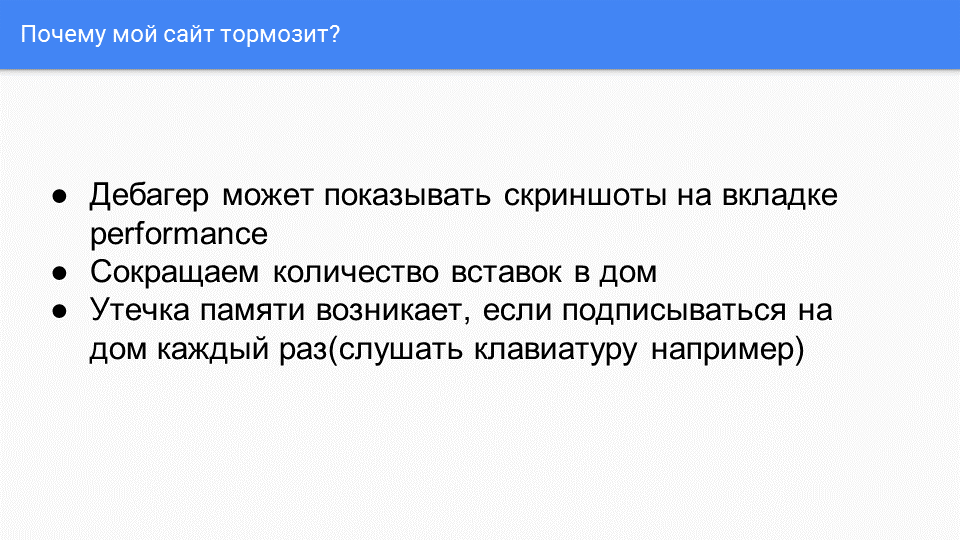 Почему мой сайт тормозит?
● Дебагер может показывать скриншоты на вкладке
performance
● Сокращаем количество вставок в дом
● Утечка памяти возникает, если подписываться на
дом каждый раз(слушать клавиатуру например)